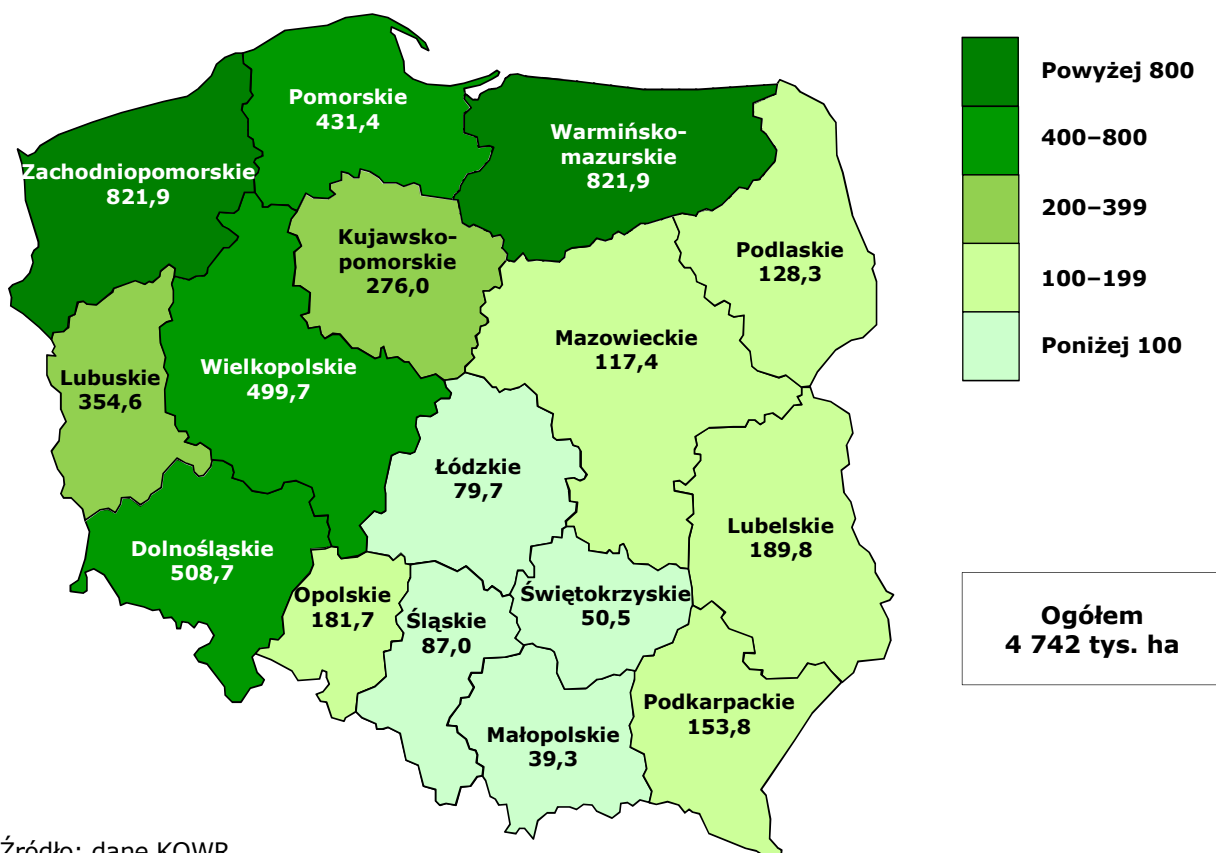 Pomorskie
431,4
Warmińsko-
mazurskie
821,9
Zachodniopomorskie
821,9
Kujawsko-
pomorskie
276,0
Podlaskie
128,3
Mazowieckie
117,4
Wielkopolskie
499,7
Lubuskie
354,6
Łódzkie
79,7
Lubelskie
189,8
Dolnośląskie
508,7
Opolskie
181,7
Śląskie
87,0
Świętokrzyskie
50,5
Podkarpackie
153,8
Małopolskie
39,3
Powyżej 800
400–800
200–399
100–199
Poniżej 100
Ogółem
4 742 tys. ha
Źródło: dane KOWR